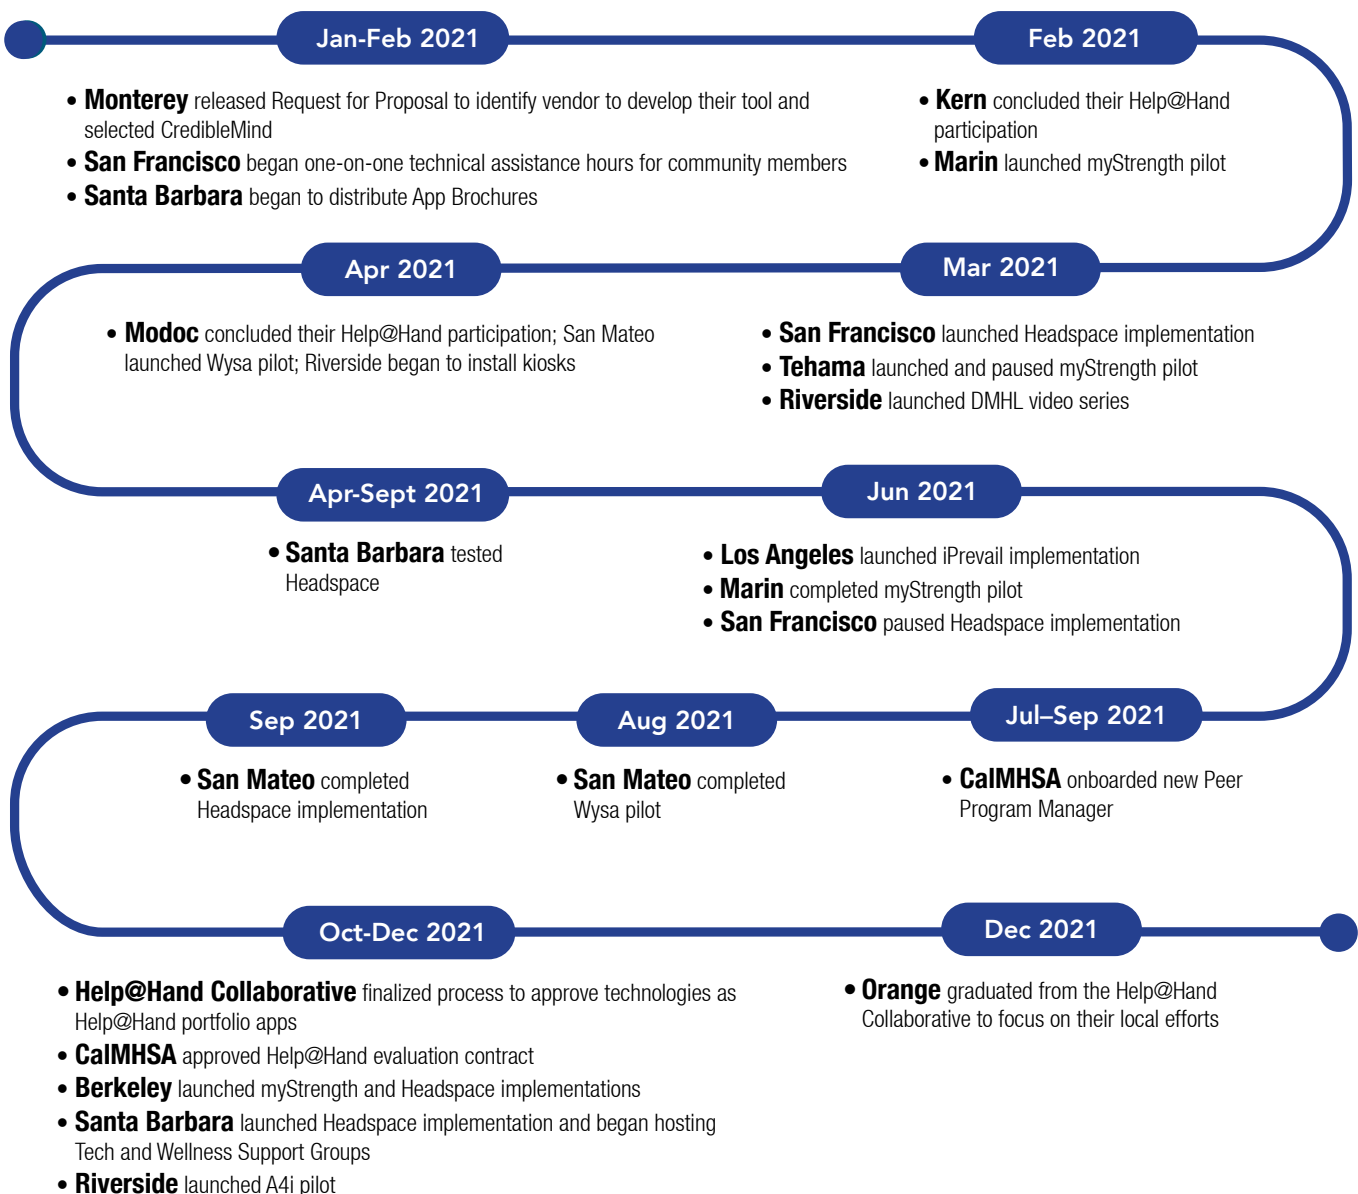 Jan-Feb 2021
• Monterey released Request for Proposal to identify vendor to develop their tool and
selected CredibleMind
• San Francisco began one-on-one technical assistance hours for community members
• Santa Barbara began to distribute App Brochures
Feb 2021
• Kern concluded their Help@Hand
participation
• Marin launched myStrength pilot
Mar 2021
• San Francisco launched Headspace implementation
• Tehama launched and paused myStrength pilot
• Riverside launched DMHL video series
Apr 2021
• Modoc concluded their Help@Hand participation; San Mateo
launched Wysa pilot; Riverside began to install kiosks
Apr-Sept 2021
• Santa Barbara tested
Headspace
Jun 2021
• Los Angeles launched iPrevail implementation
• Marin completed myStrength pilot
• San Francisco paused Headspace implementation
Jul–Sep 2021
• CalMHSA onboarded new Peer
Program Manager
Aug 2021
• San Mateo completed
Wysa pilot
Sep 2021
• San Mateo completed
Headspace implementation
Oct-Dec 2021
• Help@Hand Collaborative finalized process to approve technologies as
Help@Hand portfolio apps
• CalMHSA approved Help@Hand evaluation contract
• Berkeley launched myStrength and Headspace implementations
• Santa Barbara launched Headspace implementation and began hosting
Tech and Wellness Support Groups
• Riverside launched A4i pilot
Dec 2021
• Orange graduated from the Help@Hand
Collaborative to focus on their local efforts